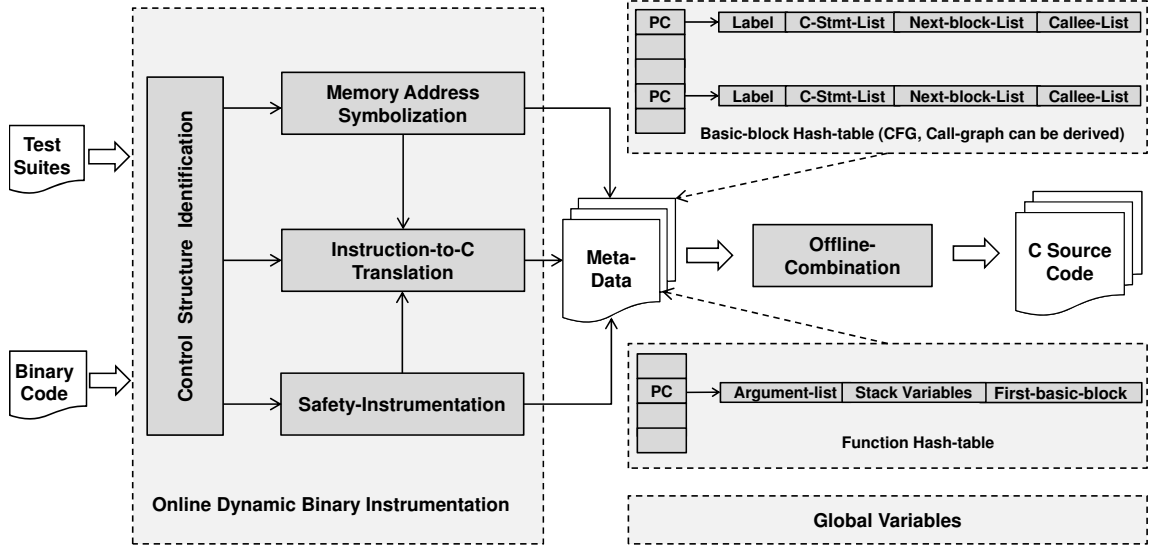 Test
Suites
Binary
Code
Control Structure Identification
Memory Address
Symbolization
Instruction-to-C
Translation
Safety-Instrumentation
Online Dynamic Binary Instrumentation
Meta-
Data
Offline-
Combination
C Source
Code
PC Label C-Stmt-List Next-block-List Callee-List
PC Label C-Stmt-List Next-block-List Callee-List
Basic-block Hash-table (CFG, Call-graph can be derived)
PC Argument-list Stack Variables First-basic-block
Function Hash-table
Global Variables